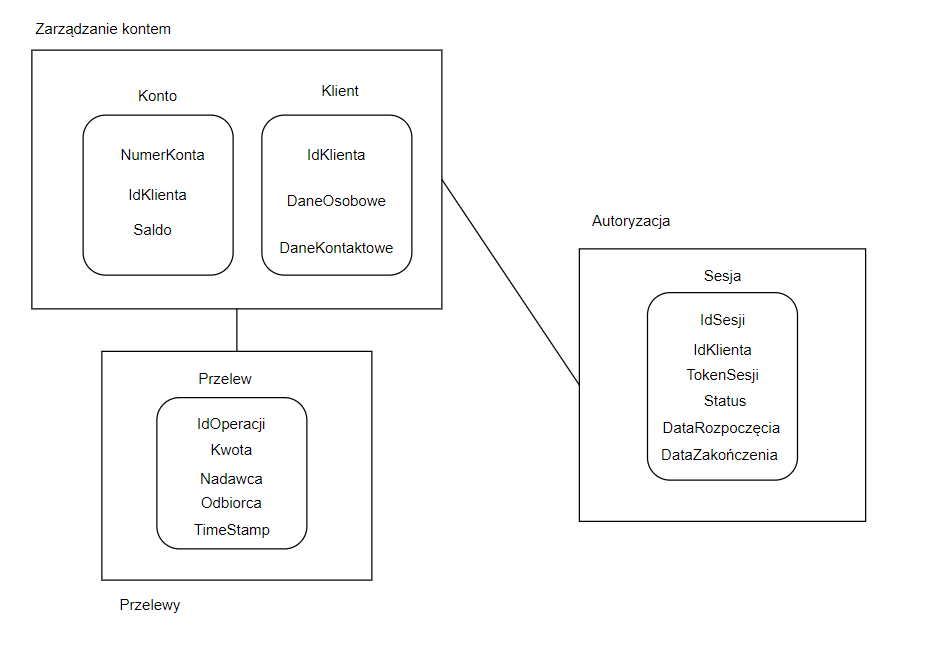 Zarządzanie kontem
Konto
NumerKonta
IdKlienta
Saldo
Klient
IdKlienta
DaneOsobowe
DaneKontaktowe
Autoryzacja
Sesja
IdSesji
IdKlienta
TokenSesji
Status
DataRozpoczęcia
DataZakończenia
Przelew
IdOperacji
Kwota
Nadawca
Odbiorca
TimeStamp
Przelewy